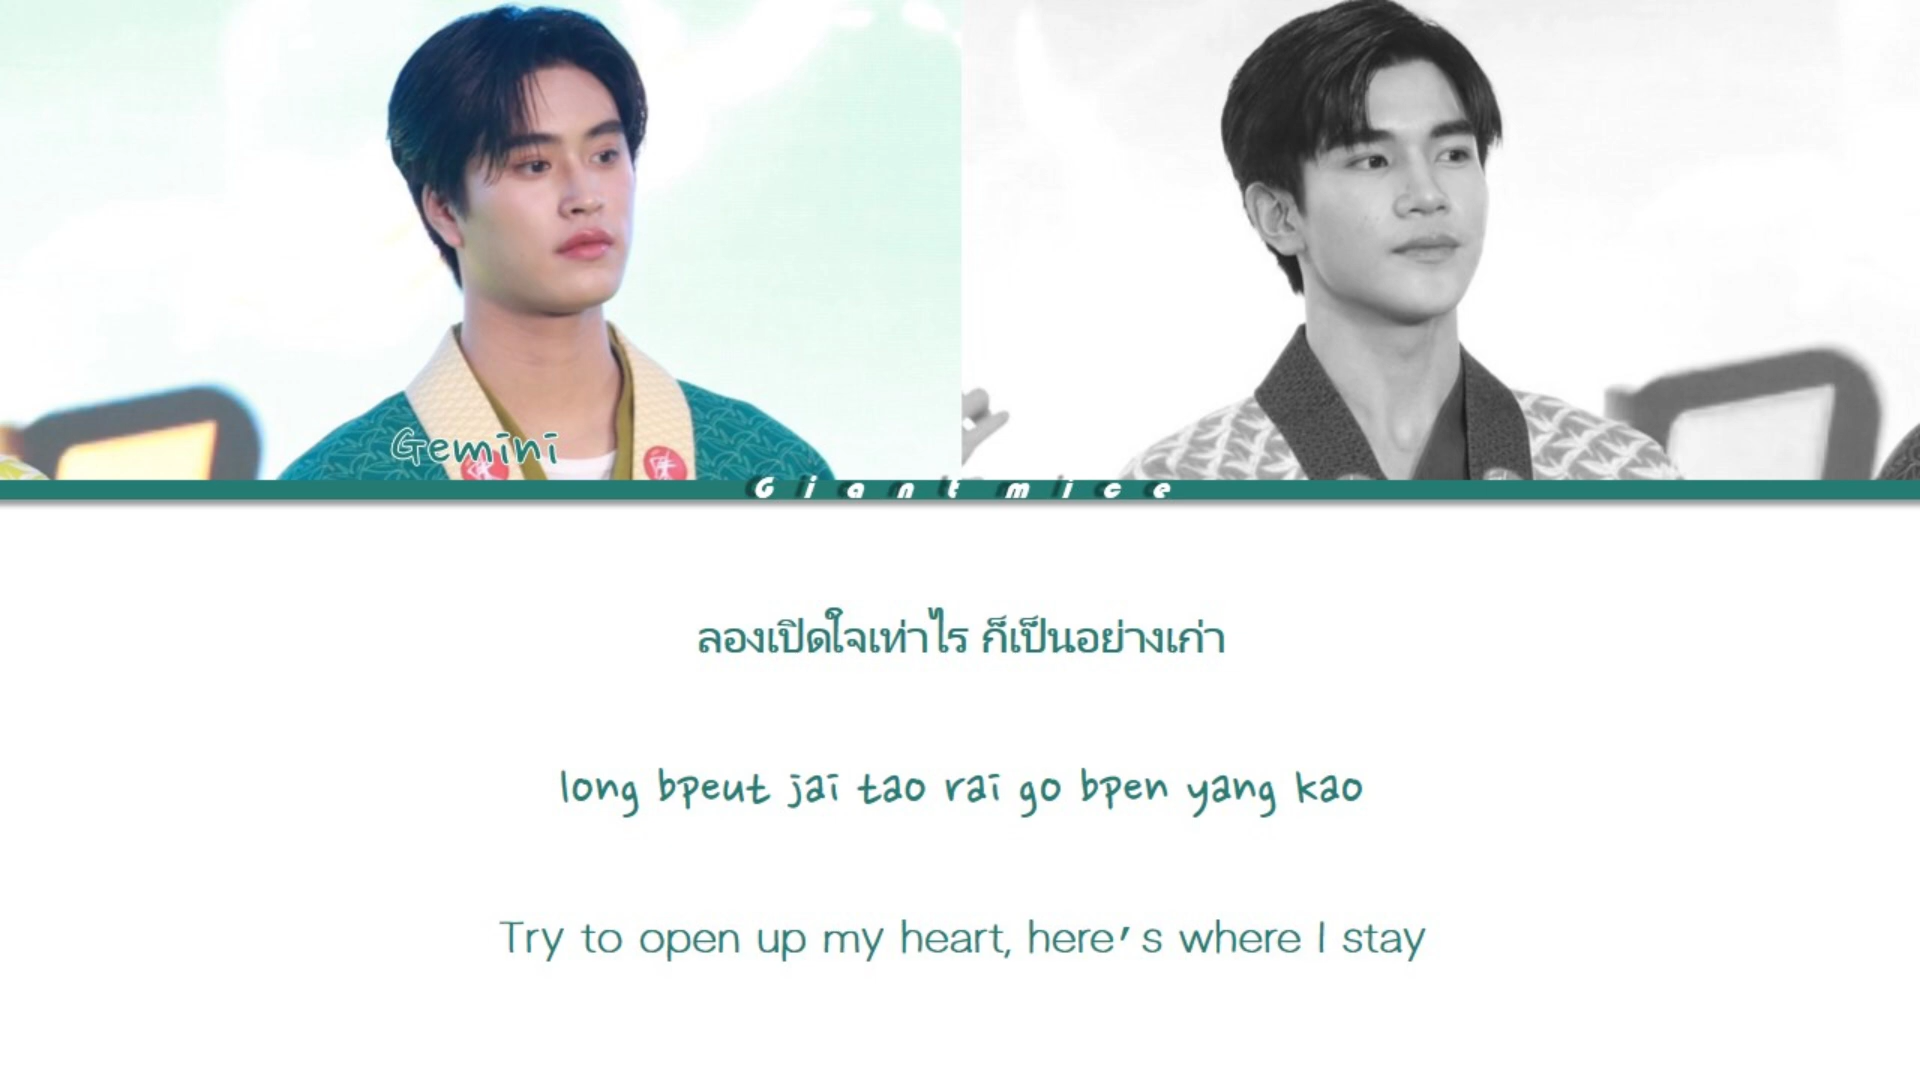 Gemini
Giant mice
ลองเปิดใจเท่าไร ก็เป็นอย่างเก่า
long bpeut jai tao rai go bpen yang kao
Try to open up my heart, here's where I stay